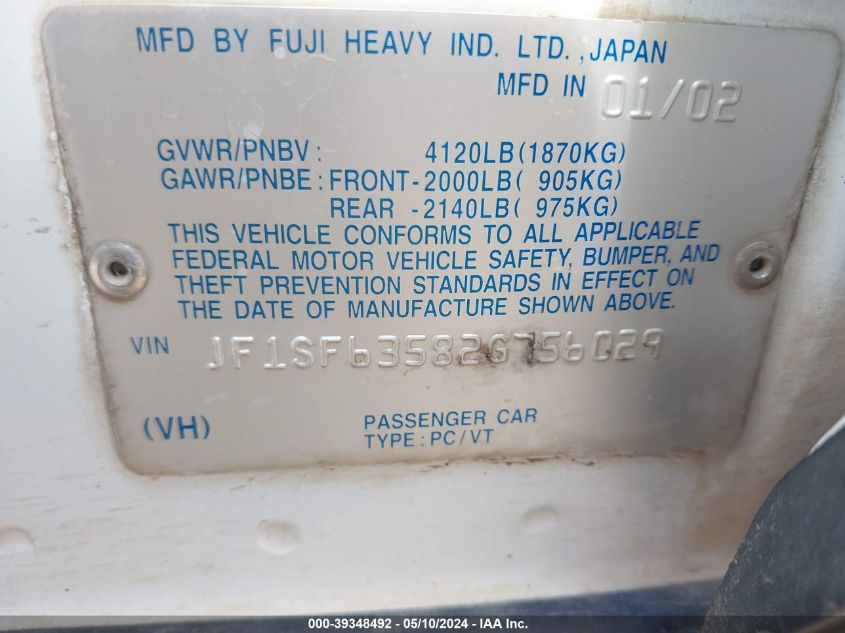 MFD BY FUJI HEAVY IND. LTD., JAPAN
MFD IN 01/02
GVWR/PNBV: 4120LB(1870KG)
GAWR/PNBE: FRONT-2000LB( 905KG)
REAR -2140LB( 975KG)
THIS VEHICLE CONFORMS TO ALL APPLICABLE
FEDERAL MOTOR VEHICLE SAFETY, BUMPER, AND
THEFT PREVENTION STANDARDS IN EFFECT ON
THE DATE OF MANUFACTURE SHOWN ABOVE.
VIN JF1SF63582G756029
(VH) PASSENGER CAR
TYPE: PC/VT
000-39348492 - 05/10/2024 - IAA Inc.